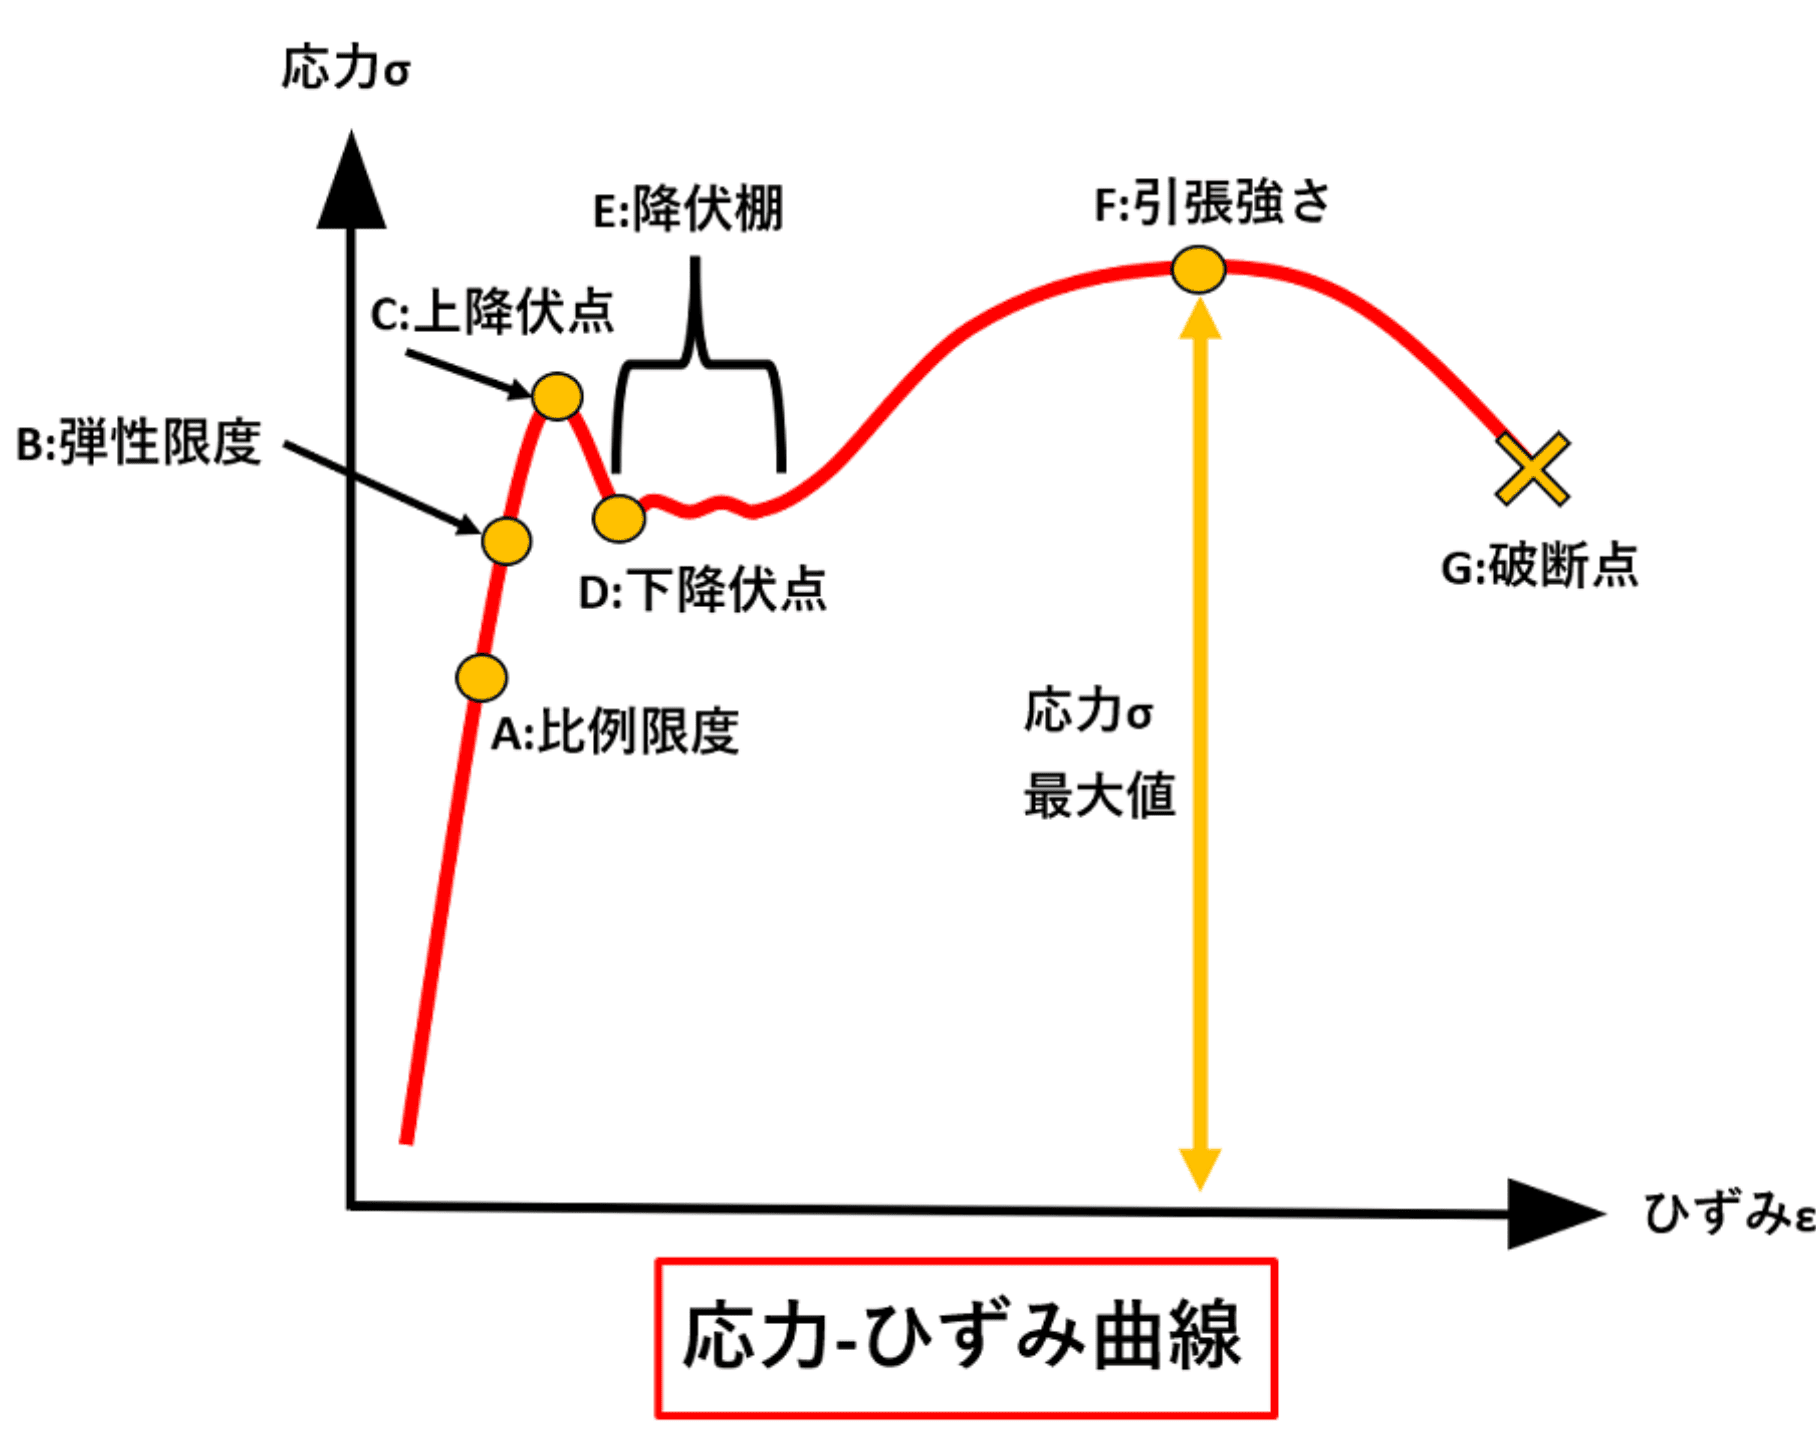 応力σ
E:降伏棚
F:引張強さ
C:上降伏点
B:弾性限度
D:下降伏点
G:破断点
A:比例限度
応力σ
最大値
ひずみε
応力-ひずみ曲線